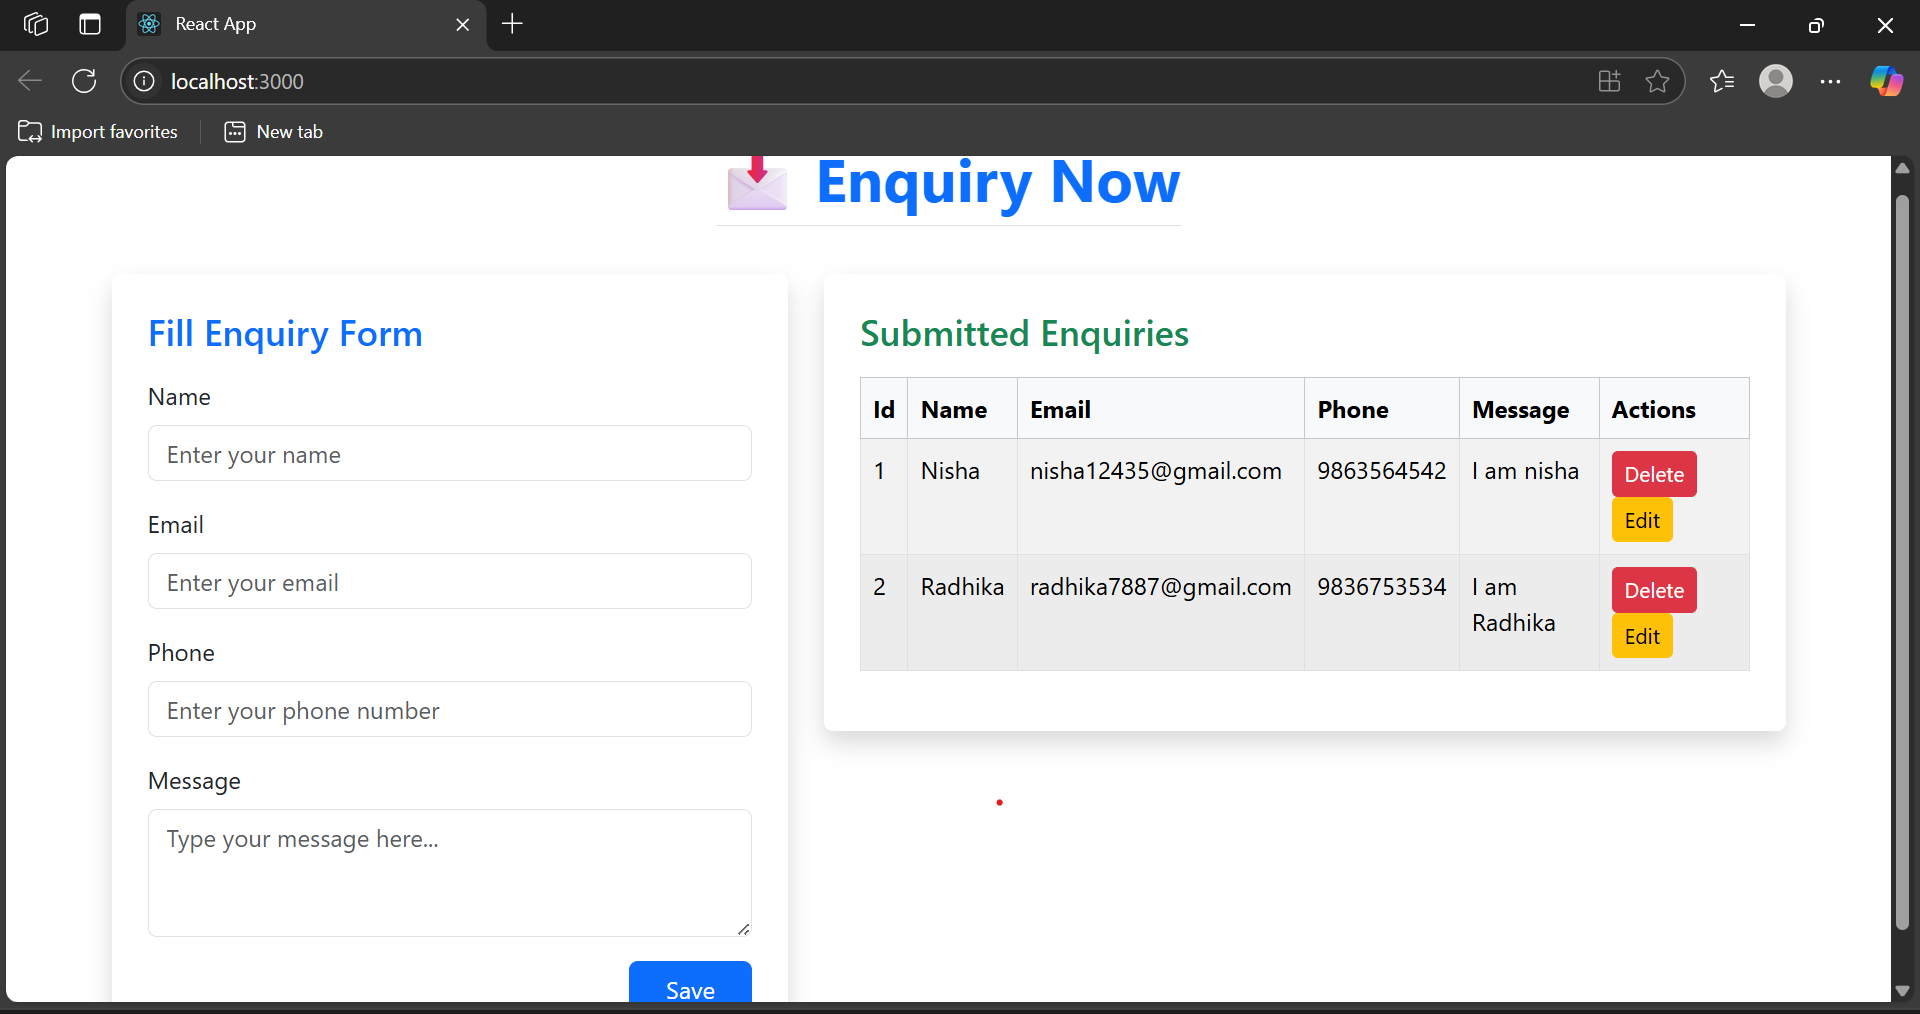 React App
localhost:3000
Import favorites
New tab
Enquiry Now
Fill Enquiry Form
Name
Enter your name
Email
Enter your email
Phone
Enter your phone number
Message
Type your message here...
Save
Submitted Enquiries
Id Name Email Phone Message Actions
1 Nisha nisha12435@gmail.com 9863564542 I am nisha Delete
Edit
2 Radhika radhika7887@gmail.com 9836753534 I am Delete
Radhika Edit